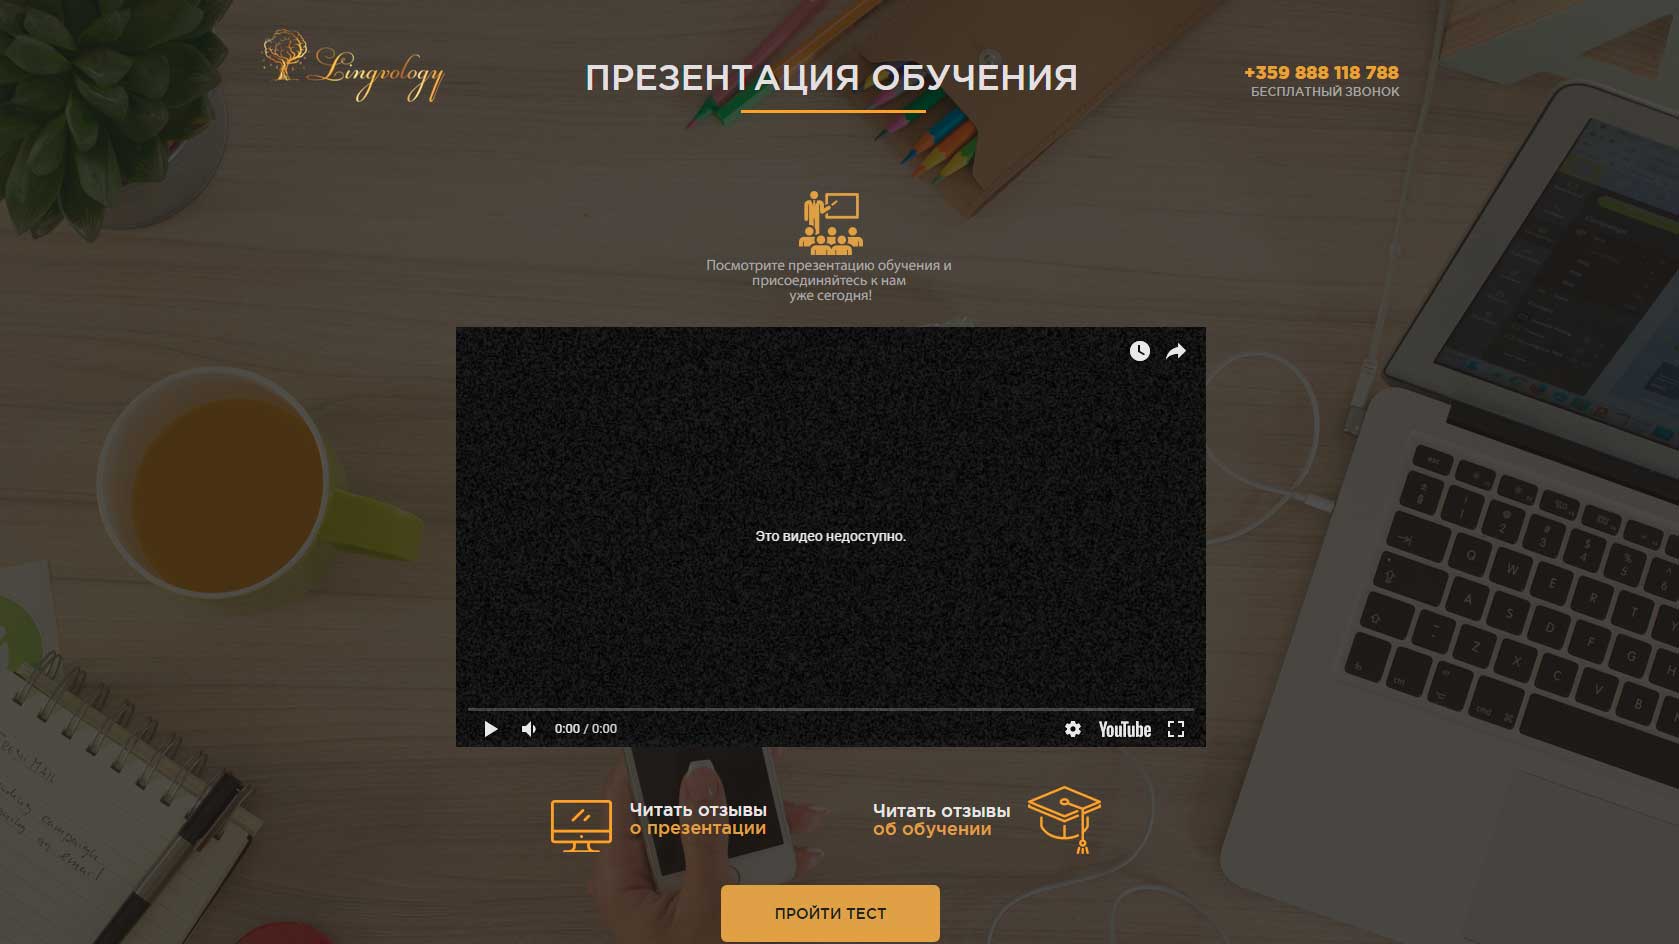 Lingvology
ПРЕЗЕНТАЦИЯ ОБУЧЕНИЯ
+359 888 118 788
БЕСПЛАТНЫЙ ЗВОНОК
Посмотрите презентацию обучения и
присоединяйтесь к нам
уже сегодня!
Это видео недоступно.
0:00 / 0:00
YouTube
Читать отзывы
о презентации
Читать отзывы
об обучении
ПРОЙТИ ТЕСТ